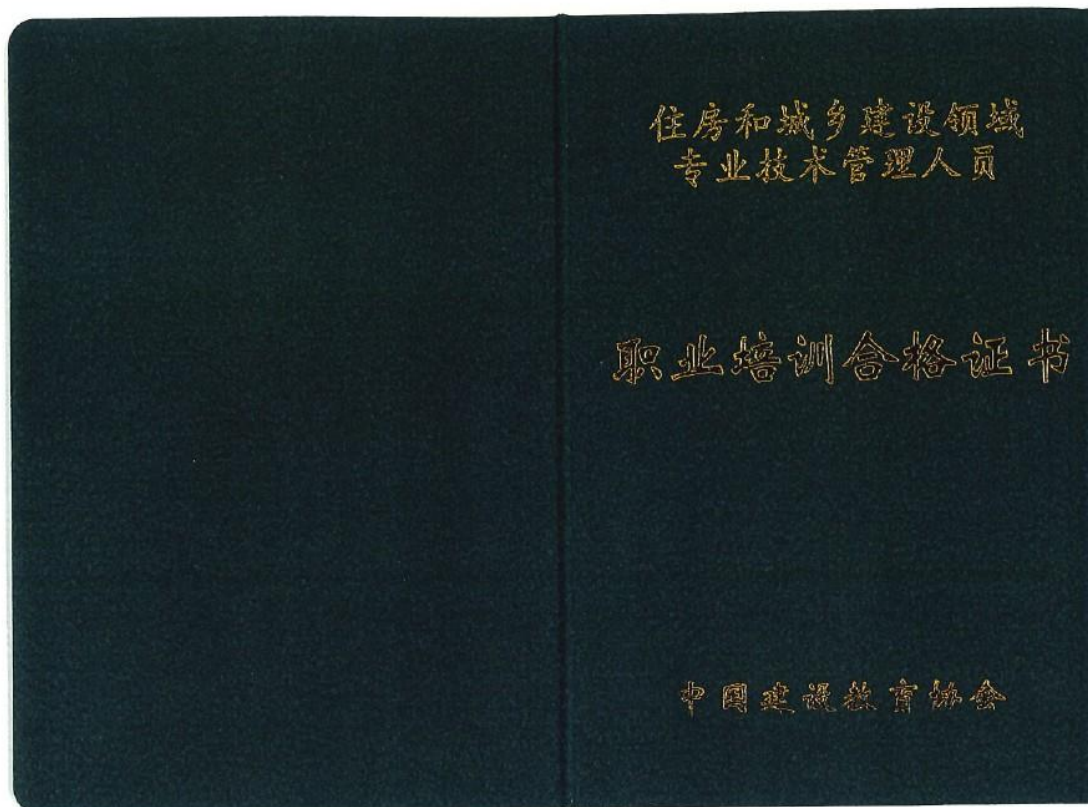 住房和城乡建设领域
专业技术管理人员
职业培训合格证书
中国建设教育协会